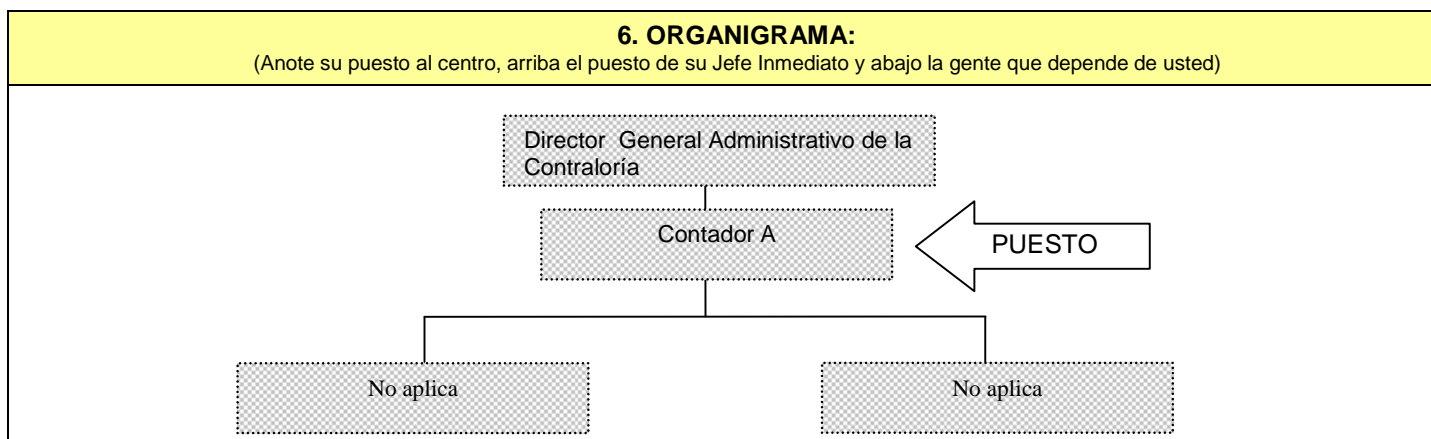 6. ORGANIGRAMA:
(Anote su puesto al centro, arriba el puesto de su Jefe Inmediato y abajo la gente que depende de usted)
Director General Administrativo de la
Contraloría
Contador A
PUESTO
No aplica
No aplica